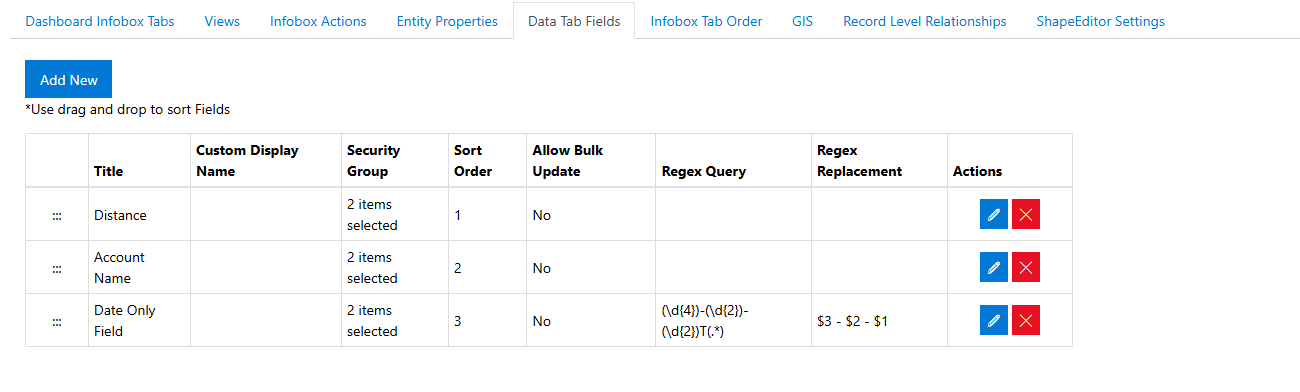 Dashboard Infobox Tabs Views Infobox Actions Entity Properties Data Tab Fields Infobox Tab Order GIS Record Level Relationships ShapeEditor Settings
Add New
*Use drag and drop to sort Fields
Title Custom Display Name Security Group Sort Order Allow Bulk Update Regex Query Regex Replacement Actions
::: Distance 2 items selected 1 No
::: Account Name 2 items selected 2 No
::: Date Only Field 2 items selected 3 No (\d{4})-(\d{2})-(\d{2})T(.*) $3 - $2 - $1